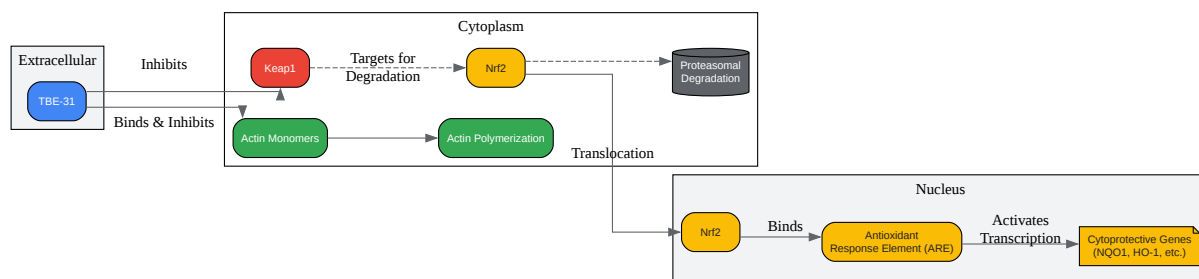 Cytoplasm
Extracellular
Inhibits
TBE-31
Binds & Inhibits
Keap1
Targets for
Degradation
Nrf2
Proteasomal
Degradation
Actin Monomers
Actin Polymerization
Translocation
Nucleus
Nrf2
Binds
Antioxidant
Response Element (ARE)
Activates
Transcription
Cytoprotective Genes
(NQO1, HO-1, etc.)